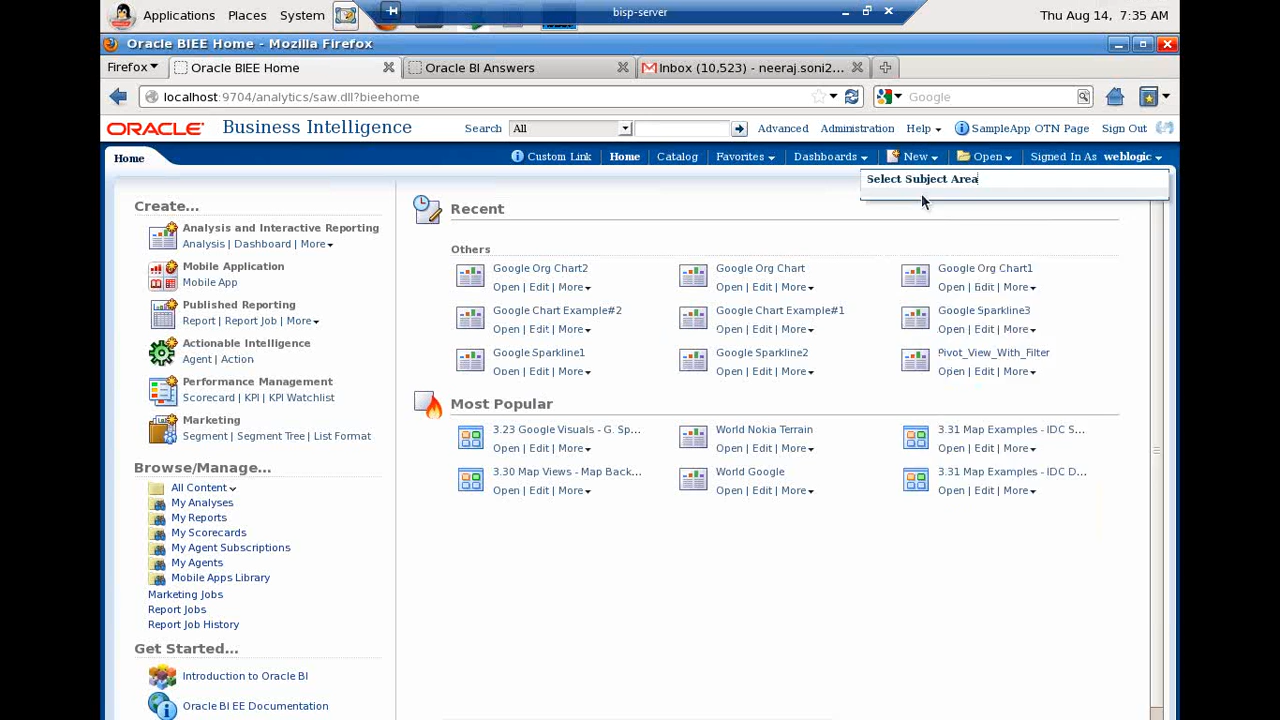 Applications Places System bisp-server Thu Aug 14, 7:35 AM
Oracle BIEE Home - Mozilla Firefox
Firefox Oracle BIEE Home Oracle BI Answers Inbox (10,523) - neeraj.soni2...
localhost:9704/analytics/saw.dll?bieehome Google
ORACLE Business Intelligence Search All Advanced Administration Help SampleApp OTN Page Sign Out
Home Custom Link Home Catalog Favorites Dashboards New Open Signed In As weblogic
Select Subject Area
Create...
Analysis and Interactive Reporting
Analysis | Dashboard | More
Mobile Application
Mobile App
Published Reporting
Report | Report Job | More
Actionable Intelligence
Agent | Action
Performance Management
Scorecard | KPI | KPI Watchlist
Marketing
Segment | Segment Tree | List Format
Browse/Manage...
All Content
My Analyses
My Reports
My Scorecards
My Agent Subscriptions
My Agents
Mobile Apps Library
Marketing Jobs
Report Jobs
Report Job History
Get Started...
Introduction to Oracle BI
Oracle BI EE Documentation
Recent
Others
Google Org Chart2 Google Org Chart Google Org Chart1
Open | Edit | More Open | Edit | More Open | Edit | More
Google Chart Example#2 Google Chart Example#1 Google Sparkline3
Open | Edit | More Open | Edit | More Open | Edit | More
Google Sparkline1 Google Sparkline2 Pivot_View_With_Filter
Open | Edit | More Open | Edit | More Open | Edit | More
Most Popular
3.23 Google Visuals - G. Sp... World Nokia Terrain 3.31 Map Examples - IDC S...
Open | Edit | More Open | Edit | More Open | Edit | More
3.30 Map Views - Map Back... World Google 3.31 Map Examples - IDC D...
Open | Edit | More Open | Edit | More Open | Edit | More